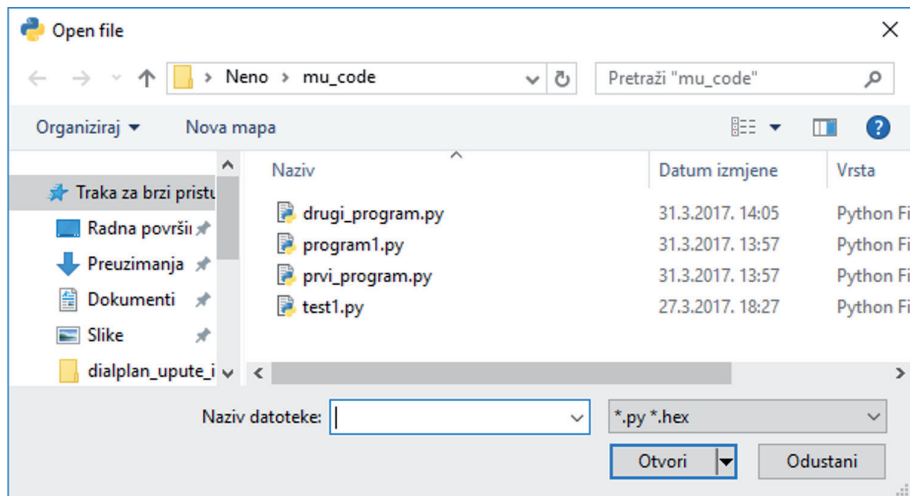 Open file
Neno > mu_code
Pretraži "mu_code"
Organiziraj
Nova mapa
Naziv
Datum izmjene
Vrsta
Traka za brzi pristu
Radna površii
Preuzimanja
Dokumenti
Slike
dialplan_upute_i
drugi_program.py 31.3.2017. 14:05 Python Fi
program1.py 31.3.2017. 13:57 Python Fi
prvi_program.py 31.3.2017. 13:57 Python Fi
test1.py 27.3.2017. 18:27 Python Fi
Naziv datoteke:
*.py *.hex
Otvori
Odustani